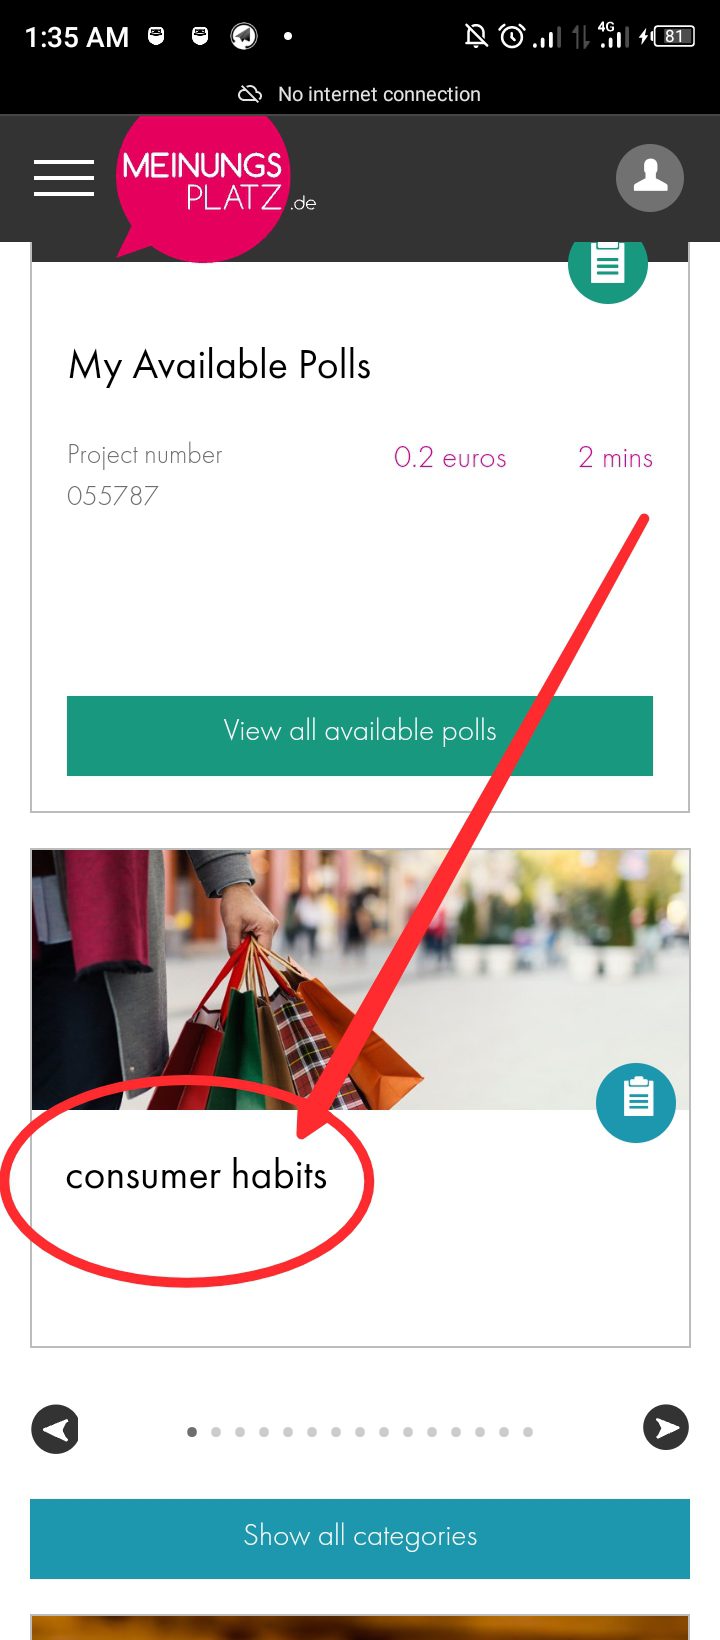 1:35 AM
4G
81
No internet connection
MEINUNGS
PLATZ.de
My Available Polls
Project number
055787
0.2 euros
2 mins
View all available polls
consumer habits
Show all categories